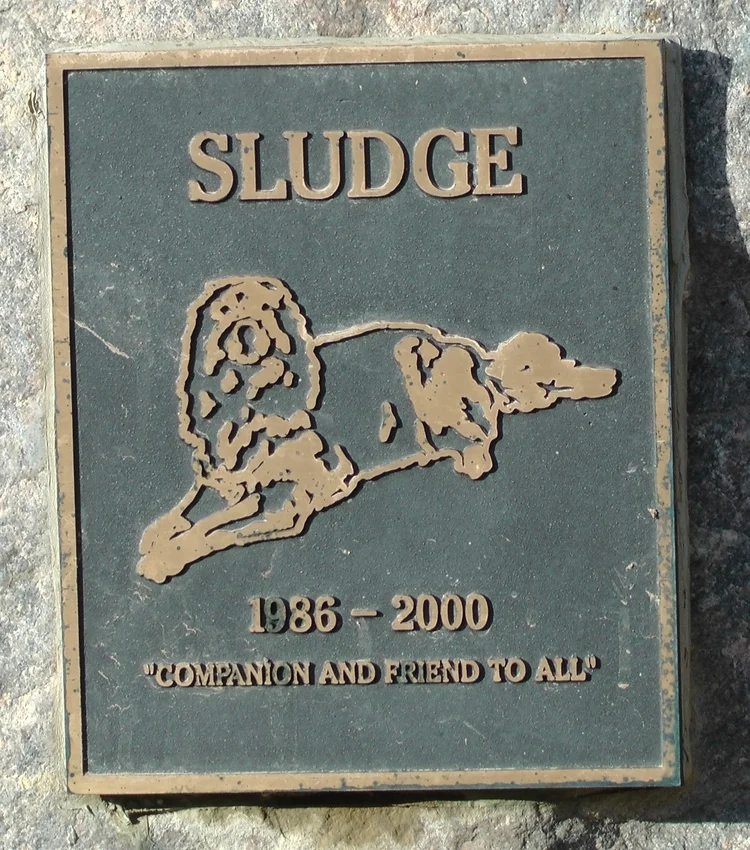 SLUDGE
1986 – 2000
"COMPANION AND FRIEND TO ALL"